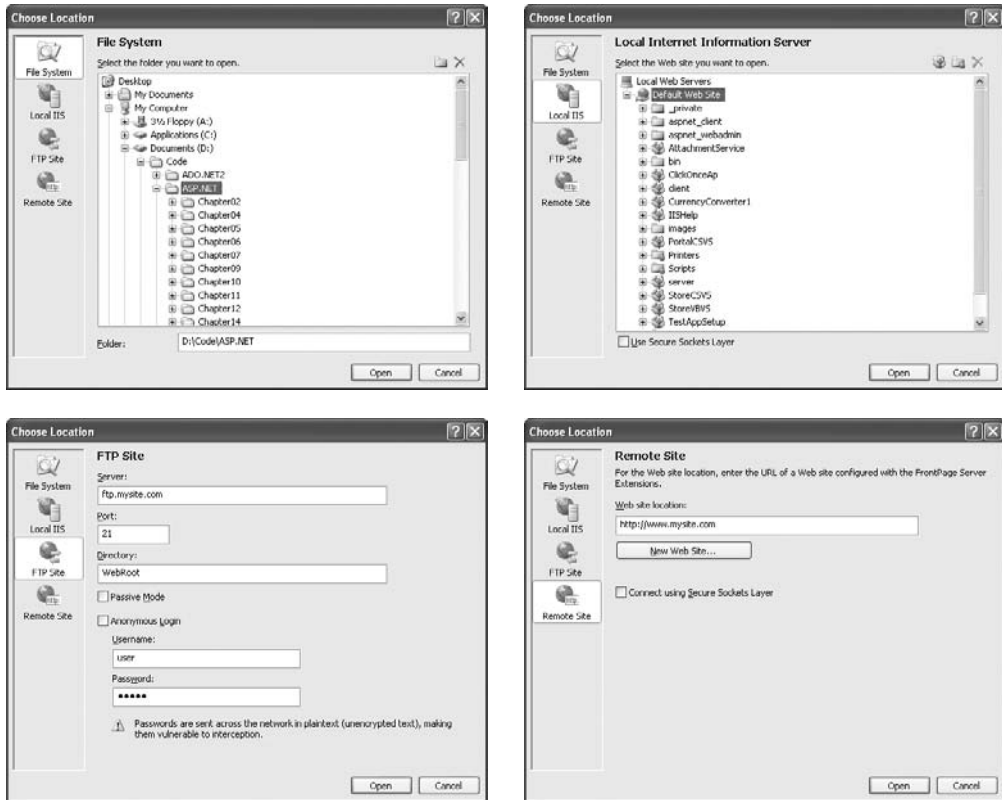 Choose Location
File System
Local IIS
FTP Site
Remote Site
File System
Select the folder you want to open.
Desktop
My Documents
My Computer
3½ Floppy (A:)
Applications (C:)
Documents (D:)
Code
ADO.NET2
ASP.NET
Chapter02
Chapter04
Chapter05
Chapter06
Chapter07
Chapter09
Chapter10
Chapter11
Chapter12
Chapter14
Folder:
D:\Code\ASP.NET
Open Cancel
Choose Location
File System
Local IIS
FTP Site
Remote Site
Local Internet Information Server
Select the Web site you want to open.
Local Web Servers
Default Web Site
_private
aspnet_client
aspnet_webadmin
AttachmentService
bin
ClickOnceAp
client
CurrencyConverter1
IISHelp
images
PortalCSVS
Printers
Scripts
server
StoreCSVS
StoreVBVS
TestAppSetup
Use Secure Sockets Layer
Open Cancel
Choose Location
File System
Local IIS
FTP Site
Remote Site
FTP Site
Server:
ftp.mysite.com
Port:
21
Directory:
WebRoot
Passive Mode
Anonymous Login
Username:
user
Password:
•••••
Passwords are sent across the network in plaintext (unencrypted text), making
them vulnerable to interception.
Open Cancel
Choose Location
File System
Local IIS
FTP Site
Remote Site
Remote Site
For the Web site location, enter the URL of a Web site configured with the FrontPage Server
Extensions.
Web site location:
http://www.mysite.com
New Web Site...
Connect using Secure Sockets Layer
Open Cancel